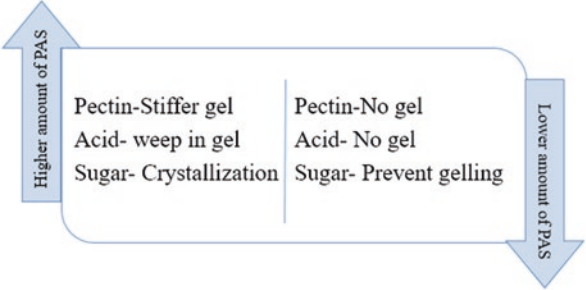 Higher amount of PAS
Pectin-Stiffer gel
Acid- weep in gel
Sugar- Crystallization
Pectin-No gel
Acid- No gel
Sugar- Prevent gelling
Lower amount of PAS